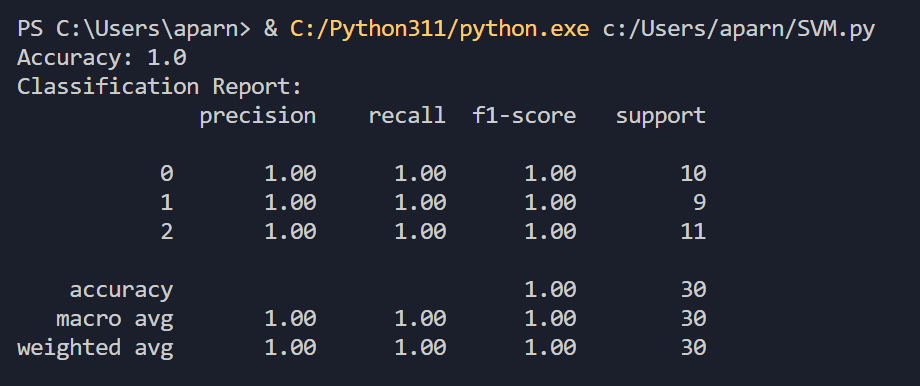 PS C:\Users\aparn> & C:/Python311/python.exe c:/Users/aparn/SVM.py
Accuracy: 1.0
Classification Report:
              precision    recall  f1-score   support

           0       1.00      1.00      1.00        10
           1       1.00      1.00      1.00         9
           2       1.00      1.00      1.00        11

    accuracy                           1.00        30
   macro avg       1.00      1.00      1.00        30
weighted avg       1.00      1.00      1.00        30